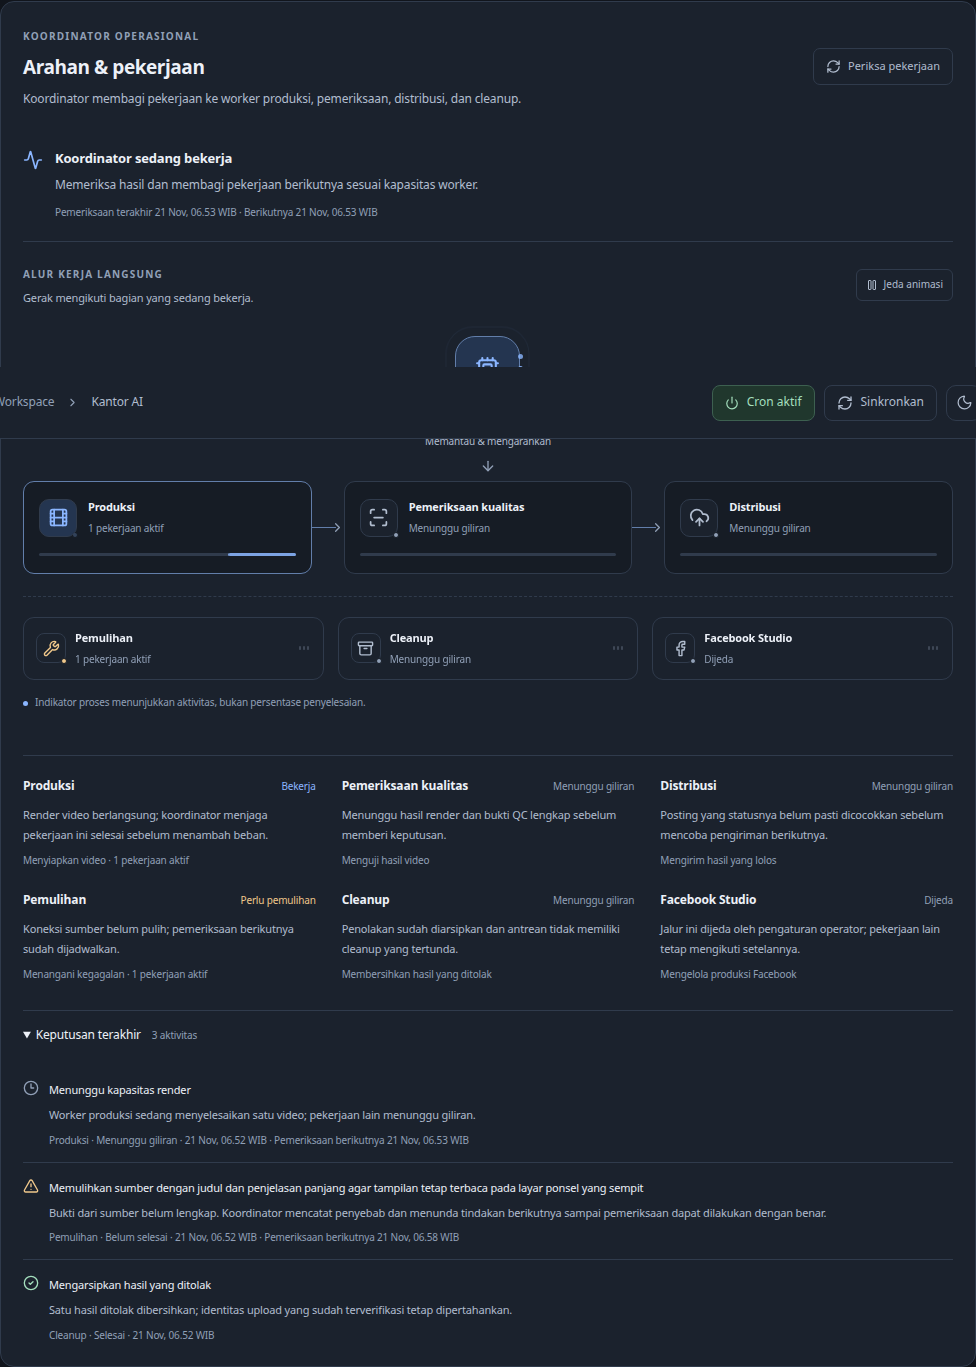 KOORDINATOR OPERASIONAL
Arahan & pekerjaan
Periksa pekerjaan
Koordinator membagi pekerjaan ke worker produksi, pemeriksaan, distribusi, dan cleanup.
Koordinator sedang bekerja
Memeriksa hasil dan membagi pekerjaan berikutnya sesuai kapasitas worker.
Pemeriksaan terakhir 21 Nov, 06.53 WIB · Berikutnya 21 Nov, 06.53 WIB
ALUR KERJA LANGSUNG
Gerak mengikuti bagian yang sedang bekerja.
Jeda animasi
Workspace
Kantor AI
Cron aktif
Sinkronkan
Memantau & mengarahkan
Produksi
1 pekerjaan aktif
Pemeriksaan kualitas
Menunggu giliran
Distribusi
Menunggu giliran
Pemulihan
1 pekerjaan aktif
Cleanup
Menunggu giliran
Facebook Studio
Dijeda
Indikator proses menunjukkan aktivitas, bukan persentase penyelesaian.
Produksi
Bekerja
Render video berlangsung; koordinator menjaga
pekerjaan ini selesai sebelum menambah beban.
Menyiapkan video · 1 pekerjaan aktif
Pemeriksaan kualitas
Menunggu giliran
Menunggu hasil render dan bukti QC lengkap sebelum
memberi keputusan.
Menguji hasil video
Distribusi
Menunggu giliran
Posting yang statusnya belum pasti dicocokkan sebelum
mencoba pengiriman berikutnya.
Mengirim hasil yang lolos
Pemulihan
Perlu pemulihan
Koneksi sumber belum pulih; pemeriksaan berikutnya
sudah dijadwalkan.
Menangani kegagalan · 1 pekerjaan aktif
Cleanup
Menunggu giliran
Penolakan sudah diarsipkan dan antrean tidak memiliki
cleanup yang tertunda.
Membersihkan hasil yang ditolak
Facebook Studio
Dijeda
Jalur ini dijeda oleh pengaturan operator; pekerjaan lain
tetap mengikuti setelannya.
Mengelola produksi Facebook
Keputusan terakhir
3 aktivitas
Menunggu kapasitas render
Worker produksi sedang menyelesaikan satu video; pekerjaan lain menunggu giliran.
Produksi · Menunggu giliran · 21 Nov, 06.52 WIB · Pemeriksaan berikutnya 21 Nov, 06.53 WIB
Memulihkan sumber dengan judul dan penjelasan panjang agar tampilan tetap terbaca pada layar ponsel yang sempit
Bukti dari sumber belum lengkap. Koordinator mencatat penyebab dan menunda tindakan berikutnya sampai pemeriksaan dapat dilakukan dengan benar.
Pemulihan · Belum selesai · 21 Nov, 06.52 WIB · Pemeriksaan berikutnya 21 Nov, 06.58 WIB
Mengarsipkan hasil yang ditolak
Satu hasil ditolak dibersihkan; identitas upload yang sudah terverifikasi tetap dipertahankan.
Cleanup · Selesai · 21 Nov, 06.52 WIB